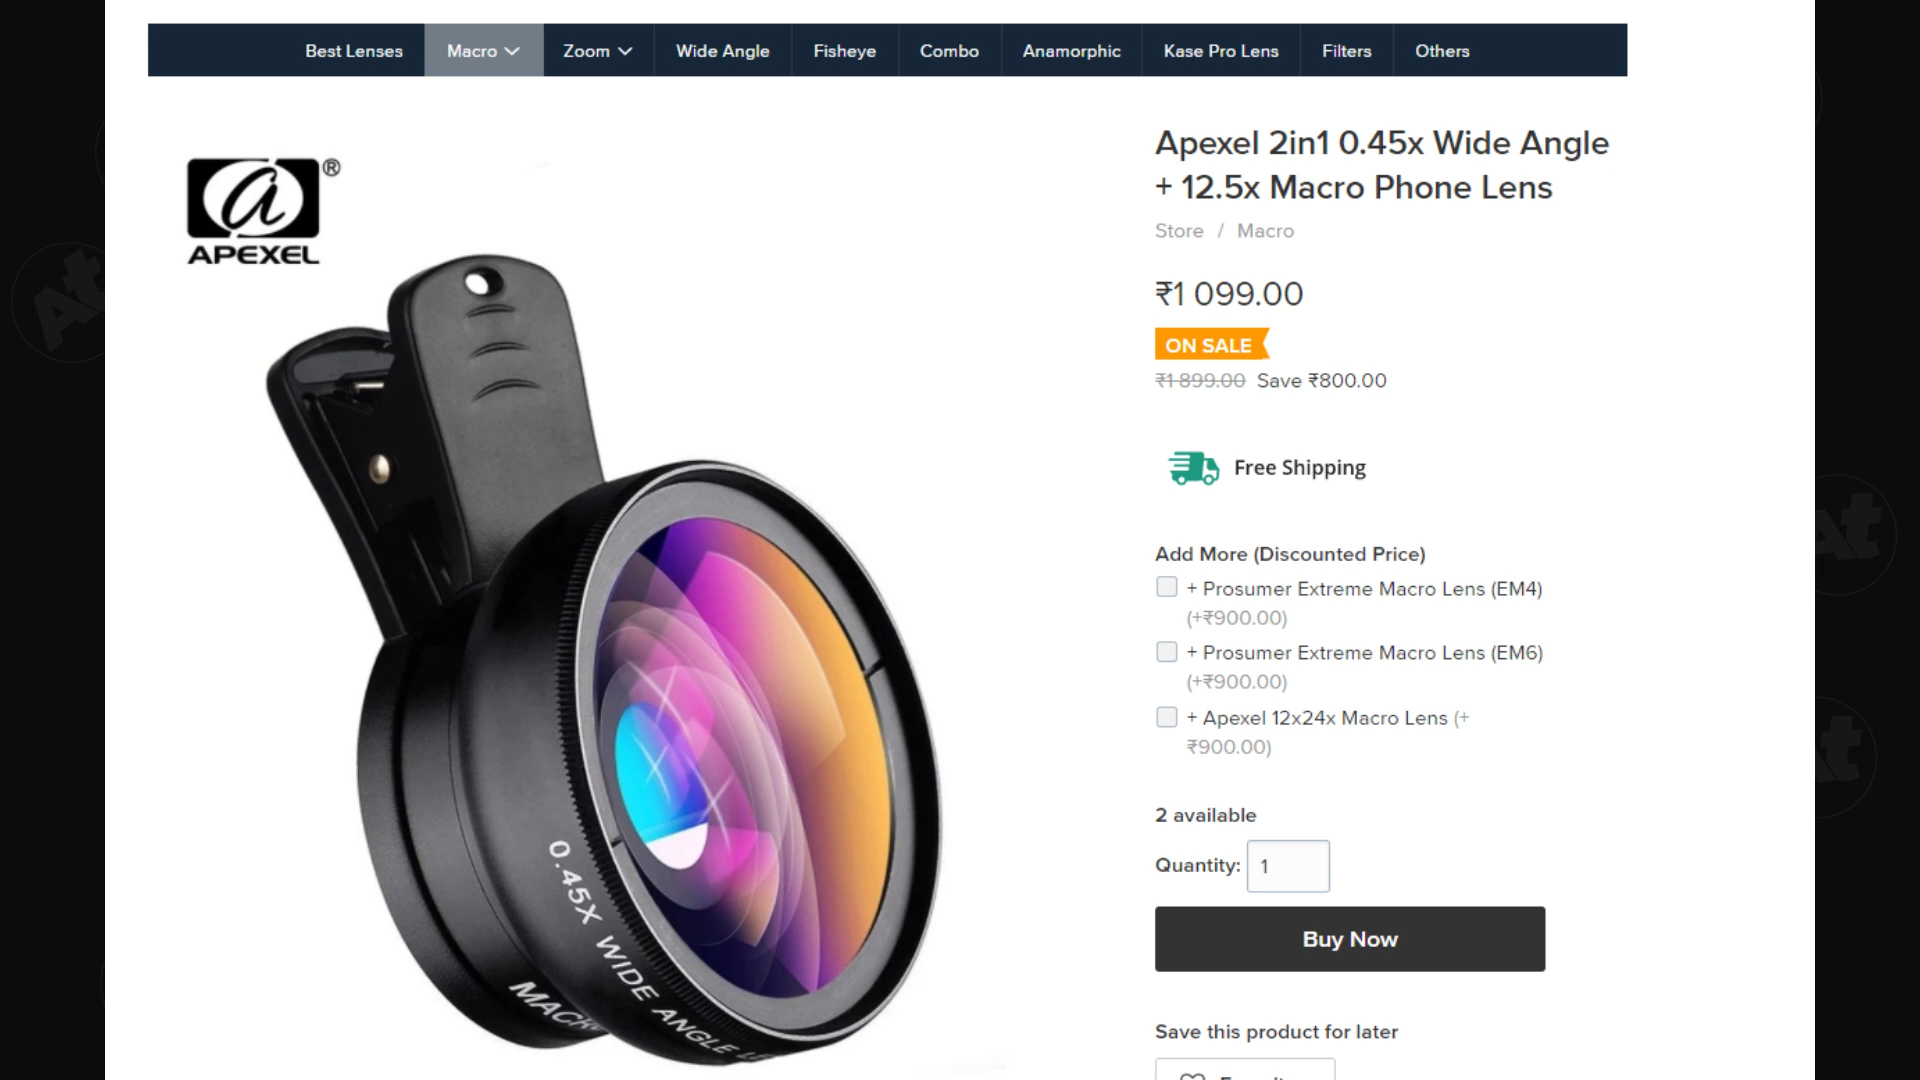 Best Lenses Macro Zoom Wide Angle Fisheye Combo Anamorphic Kase Pro Lens Filters Others
®
a
APEXEL
0.45X WIDE ANGLE
Apexel 2in1 0.45x Wide Angle
+ 12.5x Macro Phone Lens
Store / Macro
₹1 099.00
ON SALE
₹1 899.00 Save ₹800.00
Free Shipping
Add More (Discounted Price)
+ Prosumer Extreme Macro Lens (EM4)
(+₹900.00)
+ Prosumer Extreme Macro Lens (EM6)
(+₹900.00)
+ Apexel 12x24x Macro Lens (+
₹900.00)
2 available
Quantity: 1
Buy Now
Save this product for later
At
At
At